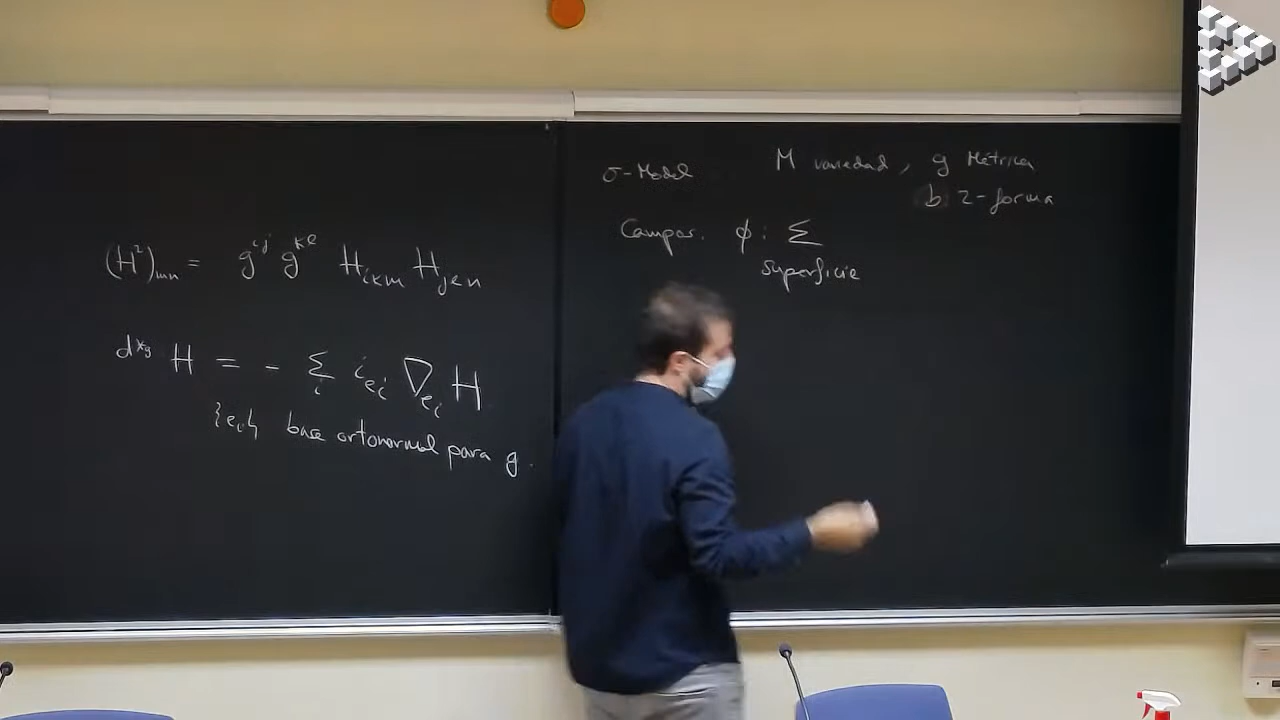 (H²)ₘₙ = gⁱʲ gᵏˡ Hᵢₖₘ Hⱼₗₙ
d*ᵍ H = - Σᵢ i_{eᵢ} ∇_{eᵢ} H
{eᵢ} base ortonormal para g.
σ-Model M variedad, g Métrica
b 2-forma
Campos. ϕ: Σ
superficie